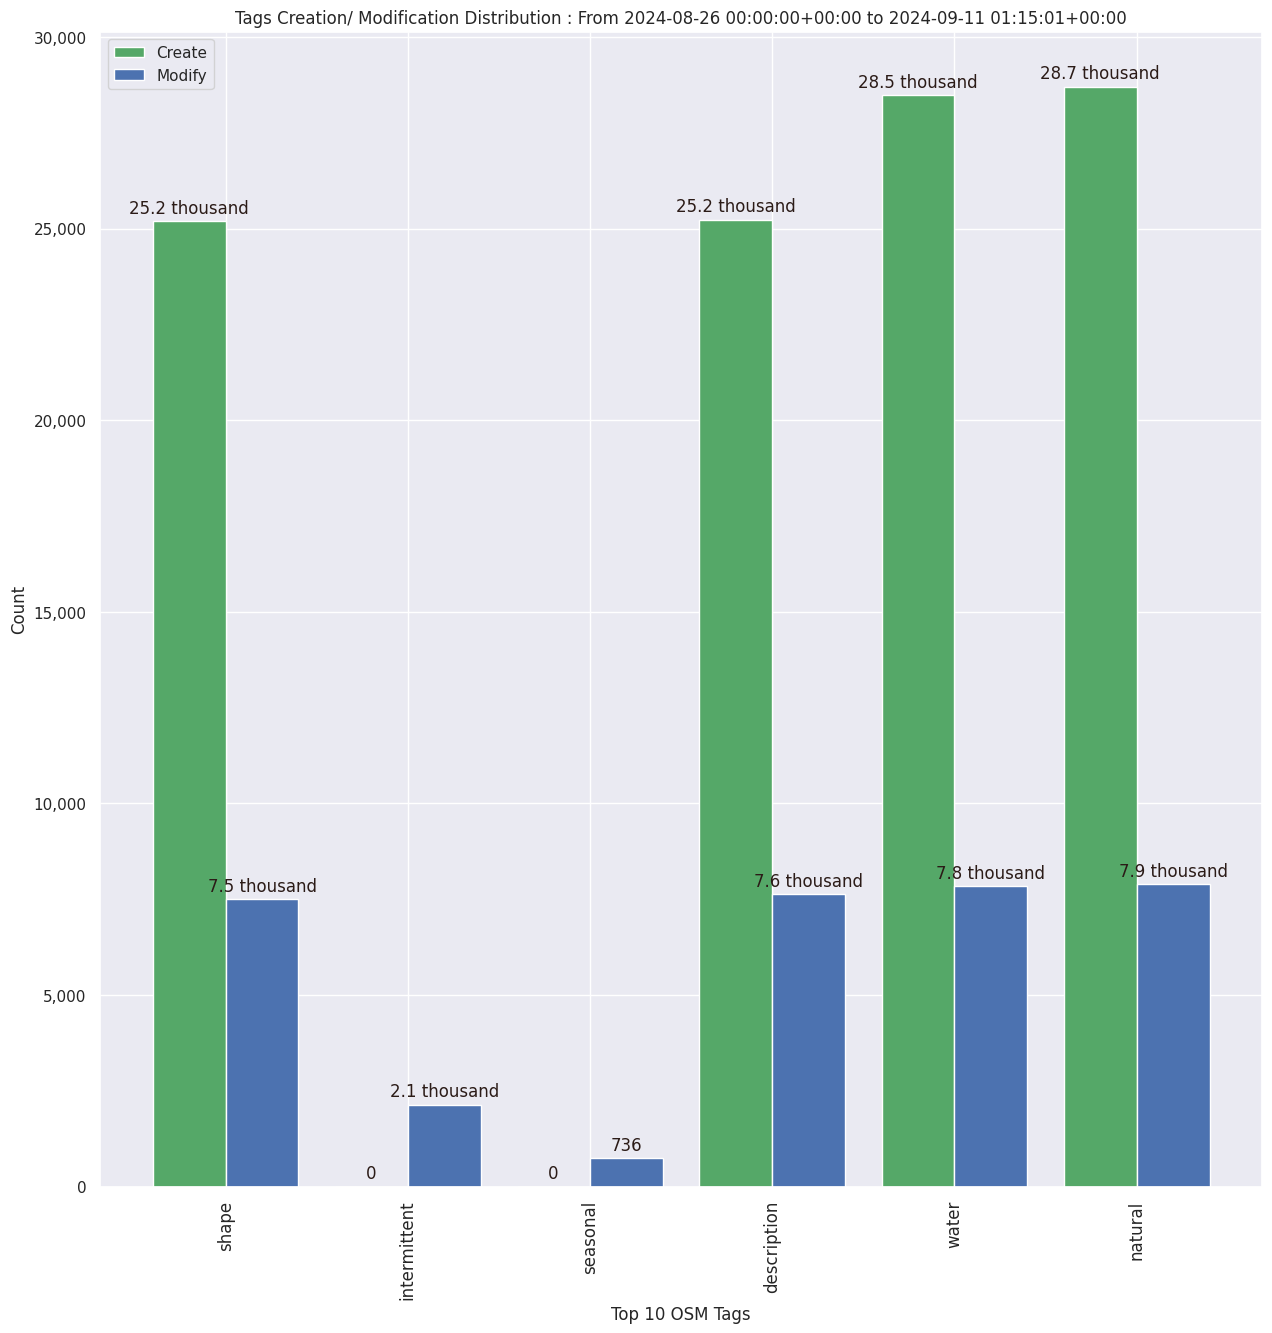 Tags Creation/ Modification Distribution : From 2024-08-26 00:00:00+00:00 to 2024-09-11 01:15:01+00:00
Create
Modify
30,000
25,000
20,000
15,000
10,000
5,000
0
Count
25.2 thousand
7.5 thousand
0
2.1 thousand
0
736
25.2 thousand
7.6 thousand
28.5 thousand
7.8 thousand
28.7 thousand
7.9 thousand
shape
intermittent
seasonal
description
water
natural
Top 10 OSM Tags